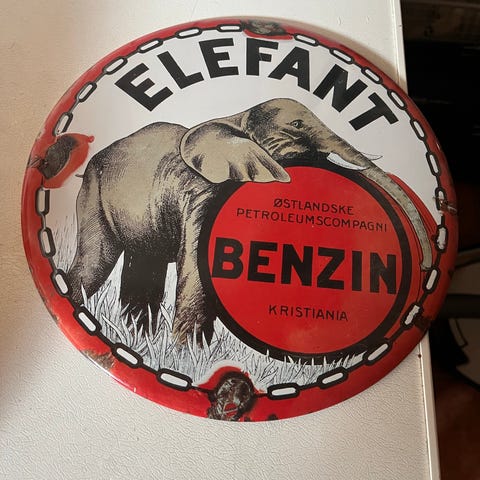 ELEFANT
ØSTLANDSKE
PETROLEUMSCOMPAGNI
BENZIN
KRISTIANIA